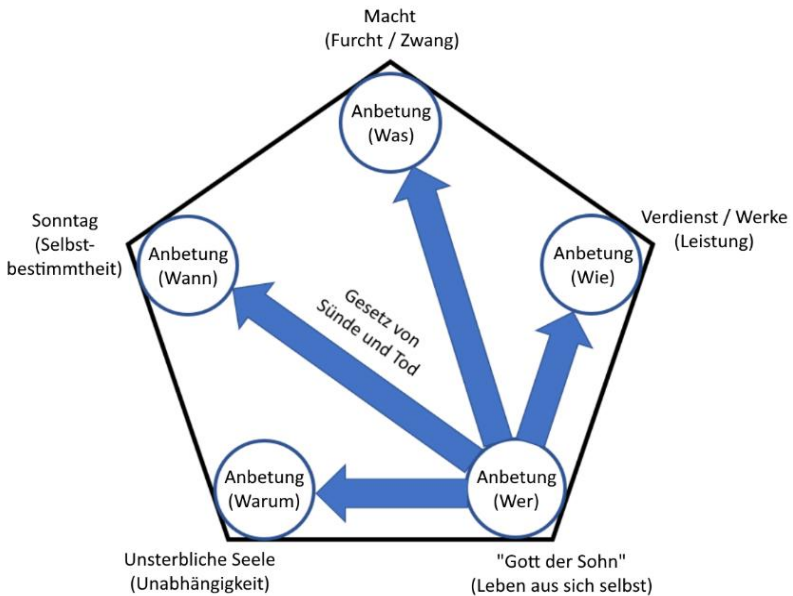 Macht
(Furcht / Zwang)
Anbetung
(Was)
Sonntag
(Selbst-
bestimmtheit)
Anbetung
(Wann)
Verdienst / Werke
(Leistung)
Anbetung
(Wie)
Gesetz von
Sünde und Tod
Anbetung
(Warum)
Anbetung
(Wer)
Unsterbliche Seele
(Unabhängigkeit)
"Gott der Sohn"
(Leben aus sich selbst)